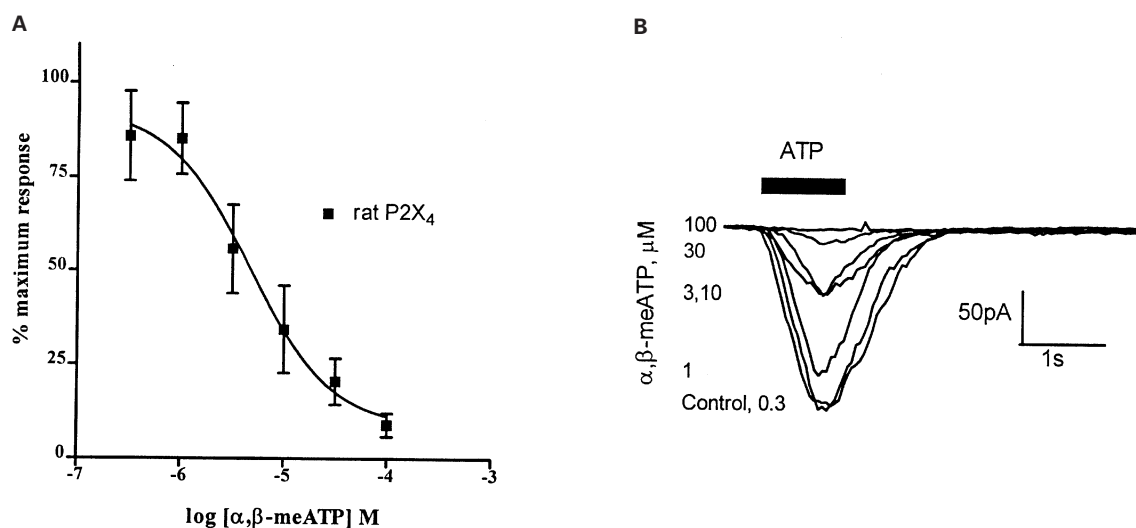 A
100
75
50
25
0
% maximum response
-7
-6
-5
-4
-3
log [α,β-meATP] M
rat P2X₄
B
ATP
α,β-meATP, μM
100
30
3,10
1
Control, 0.3
50pA
1s